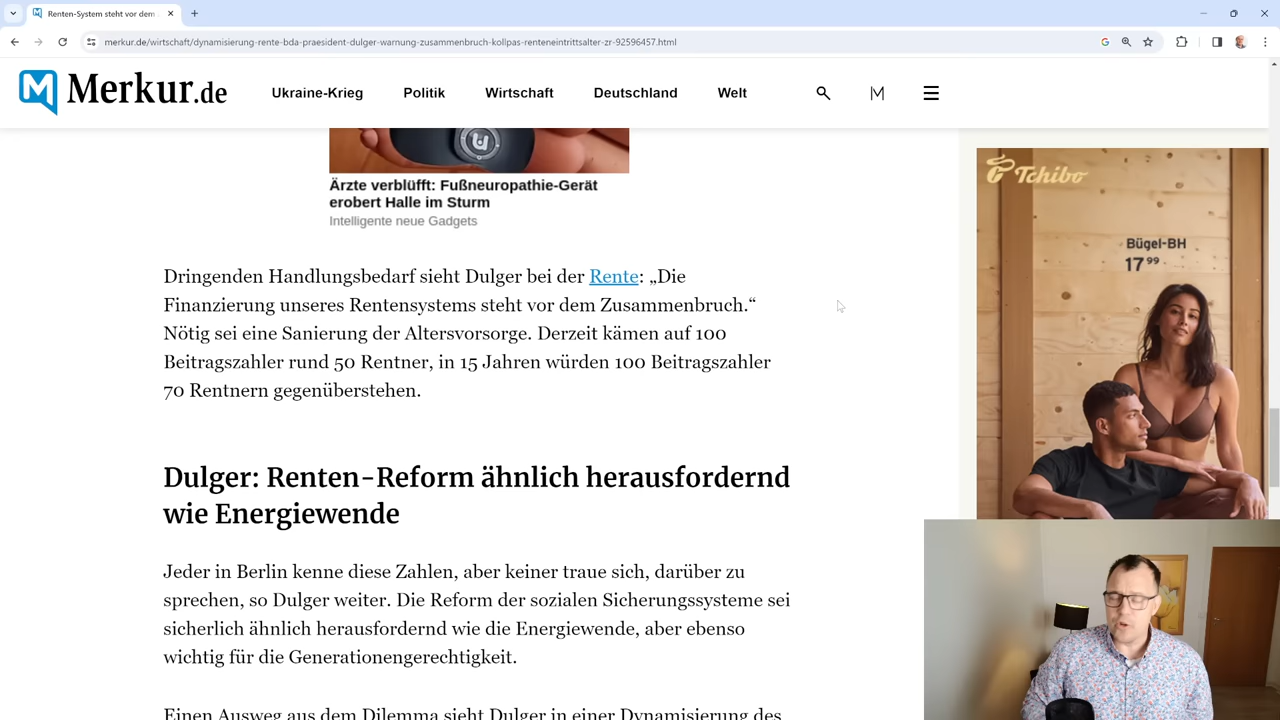 Renten-System steht vor dem
merkur.de/wirtschaft/dynamisierung-rente-bda-praesident-dulger-warnung-zusammenbruch-kollpas-renteneintrittsalter-zr-92596457.html
Merkur.de
Ukraine-Krieg
Politik
Wirtschaft
Deutschland
Welt
Ärzte verblüfft: Fußneuropathie-Gerät
erobert Halle im Sturm
Intelligente neue Gadgets
Dringenden Handlungsbedarf sieht Dulger bei der Rente: „Die
Finanzierung unseres Rentensystems steht vor dem Zusammenbruch.“
Nötig sei eine Sanierung der Altersvorsorge. Derzeit kämen auf 100
Beitragszahler rund 50 Rentner, in 15 Jahren würden 100 Beitragszahler
70 Rentnern gegenüberstehen.
Dulger: Renten-Reform ähnlich herausfordernd
wie Energiewende
Jeder in Berlin kenne diese Zahlen, aber keiner traue sich, darüber zu
sprechen, so Dulger weiter. Die Reform der sozialen Sicherungssysteme sei
sicherlich ähnlich herausfordernd wie die Energiewende, aber ebenso
wichtig für die Generationengerechtigkeit.
Einen Ausweg aus dem Dilemma sieht Dulger in einer Dynamisierung des
Tchibo
Bügel-BH
17 99